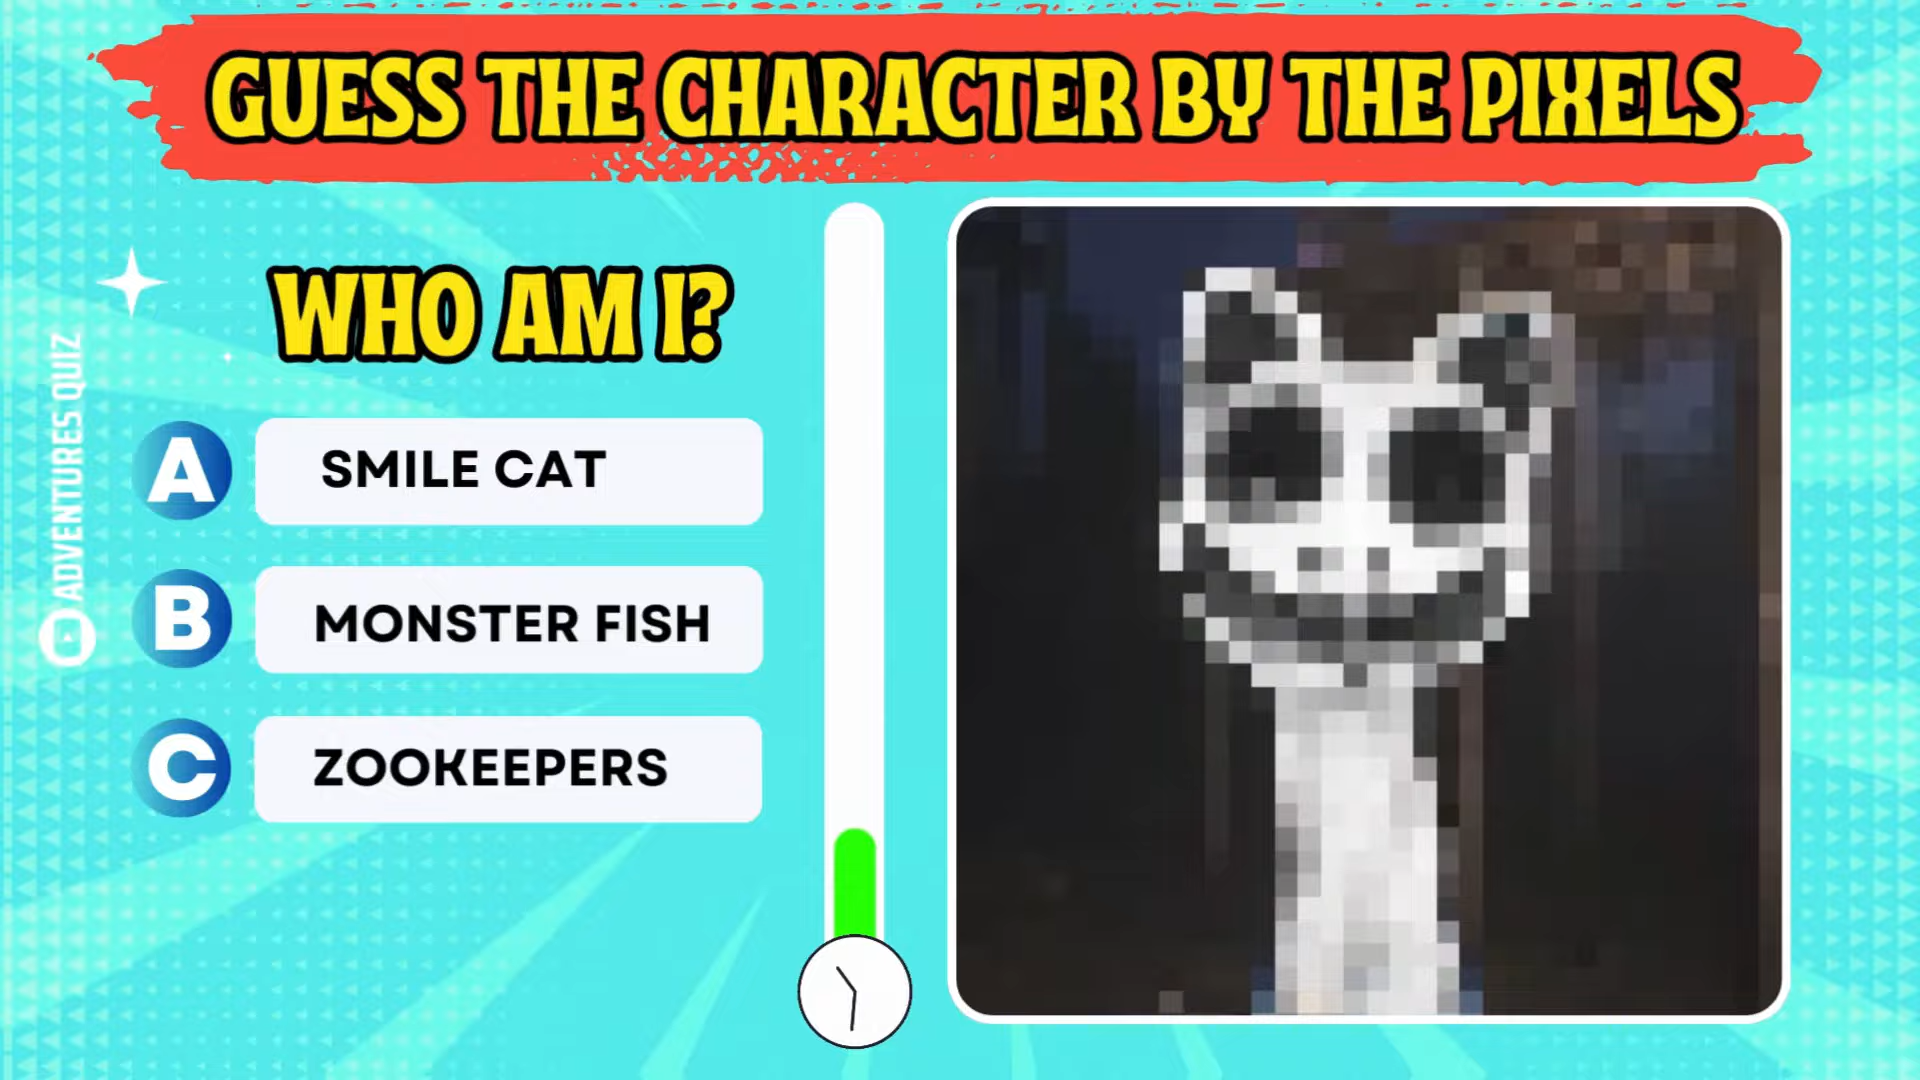 GUESS THE CHARACTER BY THE PIXELS
WHO AM I?
A SMILE CAT
B MONSTER FISH
C ZOOKEEPERS
ADVENTURES QUIZ